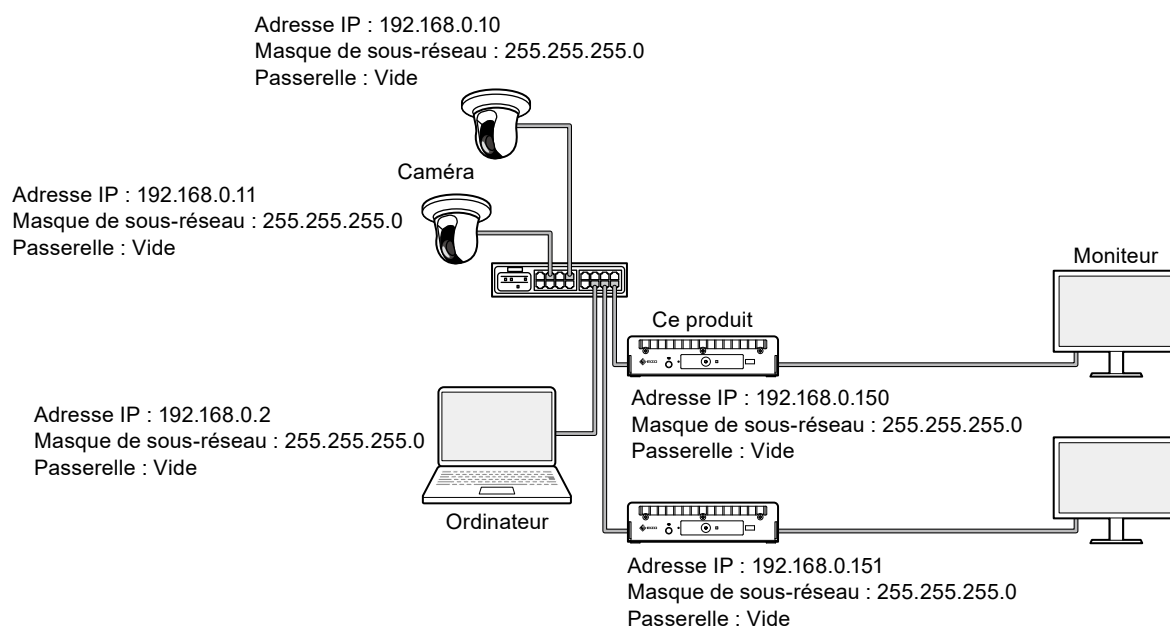 Adresse IP : 192.168.0.10
Masque de sous-réseau : 255.255.255.0
Passerelle : Vide
Caméra
Adresse IP : 192.168.0.11
Masque de sous-réseau : 255.255.255.0
Passerelle : Vide
Moniteur
Ce produit
Adresse IP : 192.168.0.150
Masque de sous-réseau : 255.255.255.0
Passerelle : Vide
Adresse IP : 192.168.0.2
Masque de sous-réseau : 255.255.255.0
Passerelle : Vide
Ordinateur
Adresse IP : 192.168.0.151
Masque de sous-réseau : 255.255.255.0
Passerelle : Vide